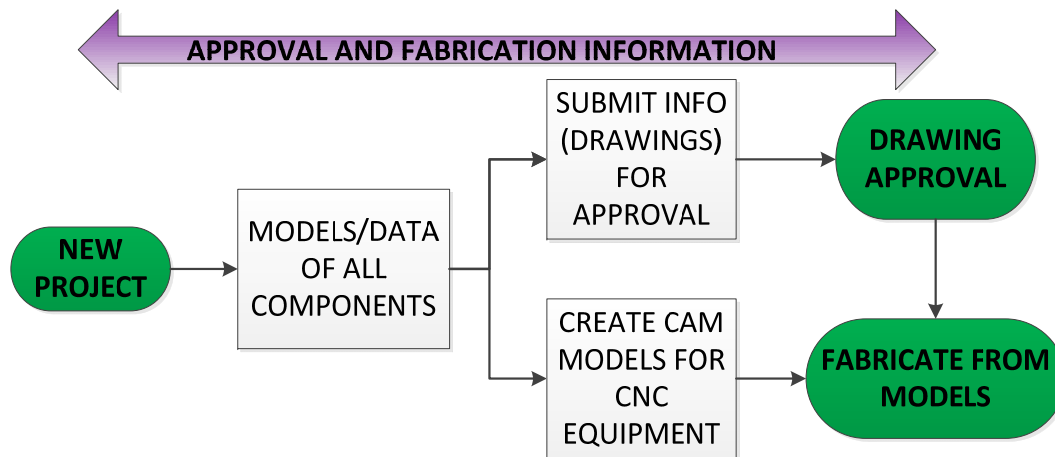 APPROVAL AND FABRICATION INFORMATION
NEW
PROJECT
MODELS/DATA
OF ALL
COMPONENTS
SUBMIT INFO
(DRAWINGS)
FOR
APPROVAL
DRAWING
APPROVAL
CREATE CAM
MODELS FOR
CNC
EQUIPMENT
FABRICATE FROM
MODELS